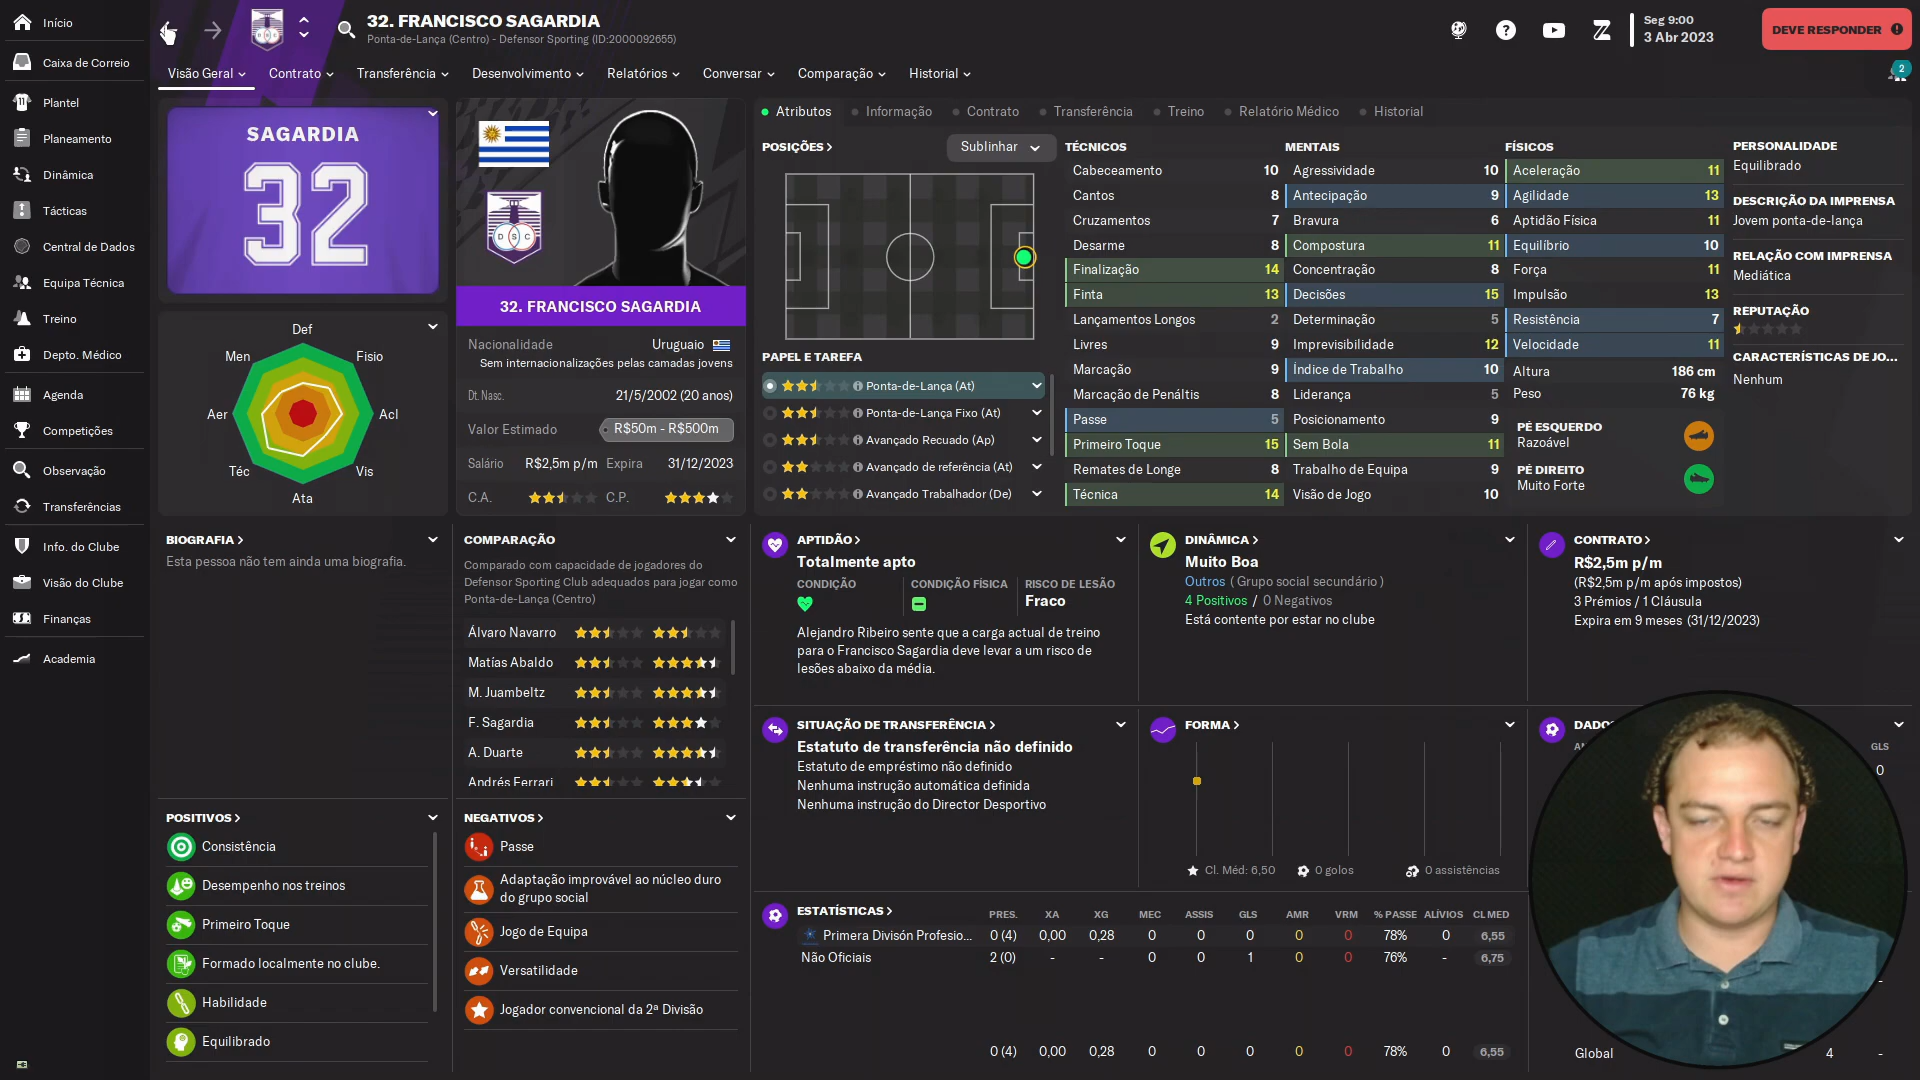 Início
Caixa de Correio
Plantel
Planeamento
Dinâmica
Tácticas
Central de Dados
Equipa Técnica
Treino
Depto. Médico
Agenda
Competições
Observação
Transferências
Info. do Clube
Visão do Clube
Finanças
Academia
32. FRANCISCO SAGARDIA
Ponta-de-Lança (Centro) - Defensor Sporting (ID:2000092655)
Seg 9:00
3 Abr 2023
DEVE RESPONDER
2
Visão Geral
Contrato
Transferência
Desenvolvimento
Relatórios
Conversar
Comparação
Historial
SAGARDIA
32
Def
Men
Fisio
Aer
Acl
Téc
Vis
Ata
D S C
32. FRANCISCO SAGARDIA
Nacionalidade Uruguaio
Sem internacionalizações pelas camadas jovens
Dt. Nasc. 21/5/2002 (20 anos)
Valor Estimado R$50m - R$500m
Salário R$2,5m p/m Expira 31/12/2023
C.A. C.P.
Atributos
Informação
Contrato
Transferência
Treino
Relatório Médico
Historial
POSIÇÕES
Sublinhar
PAPEL E TAREFA
Ponta-de-Lança (At)
Ponta-de-Lança Fixo (At)
Avançado Recuado (Ap)
Avançado de referência (At)
Avançado Trabalhador (De)
TÉCNICOS
Cabeceamento 10
Cantos 8
Cruzamentos 7
Desarme 8
Finalização 14
Finta 13
Lançamentos Longos 2
Livres 9
Marcação 9
Marcação de Penáltis 8
Passe 5
Primeiro Toque 15
Remates de Longe 8
Técnica 14
MENTAIS
Agressividade 10
Antecipação 9
Bravura 6
Compostura 11
Concentração 8
Decisões 15
Determinação 5
Imprevisibilidade 12
Índice de Trabalho 10
Liderança 5
Posicionamento 9
Sem Bola 11
Trabalho de Equipa 9
Visão de Jogo 10
FÍSICOS
Aceleração 11
Agilidade 13
Aptidão Física 11
Equilíbrio 10
Força 11
Impulsão 13
Resistência 7
Velocidade 11
Altura 186 cm
Peso 76 kg
PÉ ESQUERDO
Razoável
PÉ DIREITO
Muito Forte
PERSONALIDADE
Equilibrado
DESCRIÇÃO DA IMPRENSA
Jovem ponta-de-lança
RELAÇÃO COM IMPRENSA
Mediática
REPUTAÇÃO
CARACTERÍSTICAS DE JO...
Nenhum
BIOGRAFIA
Esta pessoa não tem ainda uma biografia.
COMPARAÇÃO
Comparado com capacidade de jogadores do
Defensor Sporting Club adequados para jogar como
Ponta-de-Lança (Centro)
Álvaro Navarro
Matías Abaldo
M. Juambeltz
F. Sagardia
A. Duarte
Andrés Ferrari
APTIDÃO
Totalmente apto
CONDIÇÃO
CONDIÇÃO FÍSICA
RISCO DE LESÃO
Fraco
Alejandro Ribeiro sente que a carga actual de treino
para o Francisco Sagardia deve levar a um risco de
lesões abaixo da média.
DINÂMICA
Muito Boa
Outros ( Grupo social secundário )
4 Positivos / 0 Negativos
Está contente por estar no clube
CONTRATO
R$2,5m p/m
(R$2,5m p/m após impostos)
3 Prémios / 1 Cláusula
Expira em 9 meses (31/12/2023)
SITUAÇÃO DE TRANSFERÊNCIA
Estatuto de transferência não definido
Estatuto de empréstimo não definido
Nenhuma instrução automática definida
Nenhuma instrução do Director Desportivo
FORMA
Cl. Méd: 6,50 0 golos 0 assistências
GLS
0
-
Global 4 -
POSITIVOS
Consistência
Desempenho nos treinos
Primeiro Toque
Formado localmente no clube.
Habilidade
Equilibrado
NEGATIVOS
Passe
Adaptação improvável ao núcleo duro
do grupo social
Jogo de Equipa
Versatilidade
Jogador convencional da 2ª Divisão
ESTATÍSTICAS PRES. XA XG MEC ASSIS GLS AMR VRM % PASSE ALÍVIOS CL MED
Primera Divisón Profesio... 0 (4) 0,00 0,28 0 0 0 0 0 78% 0 6,55
Não Oficiais 2 (0) - - 0 0 1 0 0 76% - 6,75
0 (4) 0,00 0,28 0 0 0 0 0 78% 0 6,55